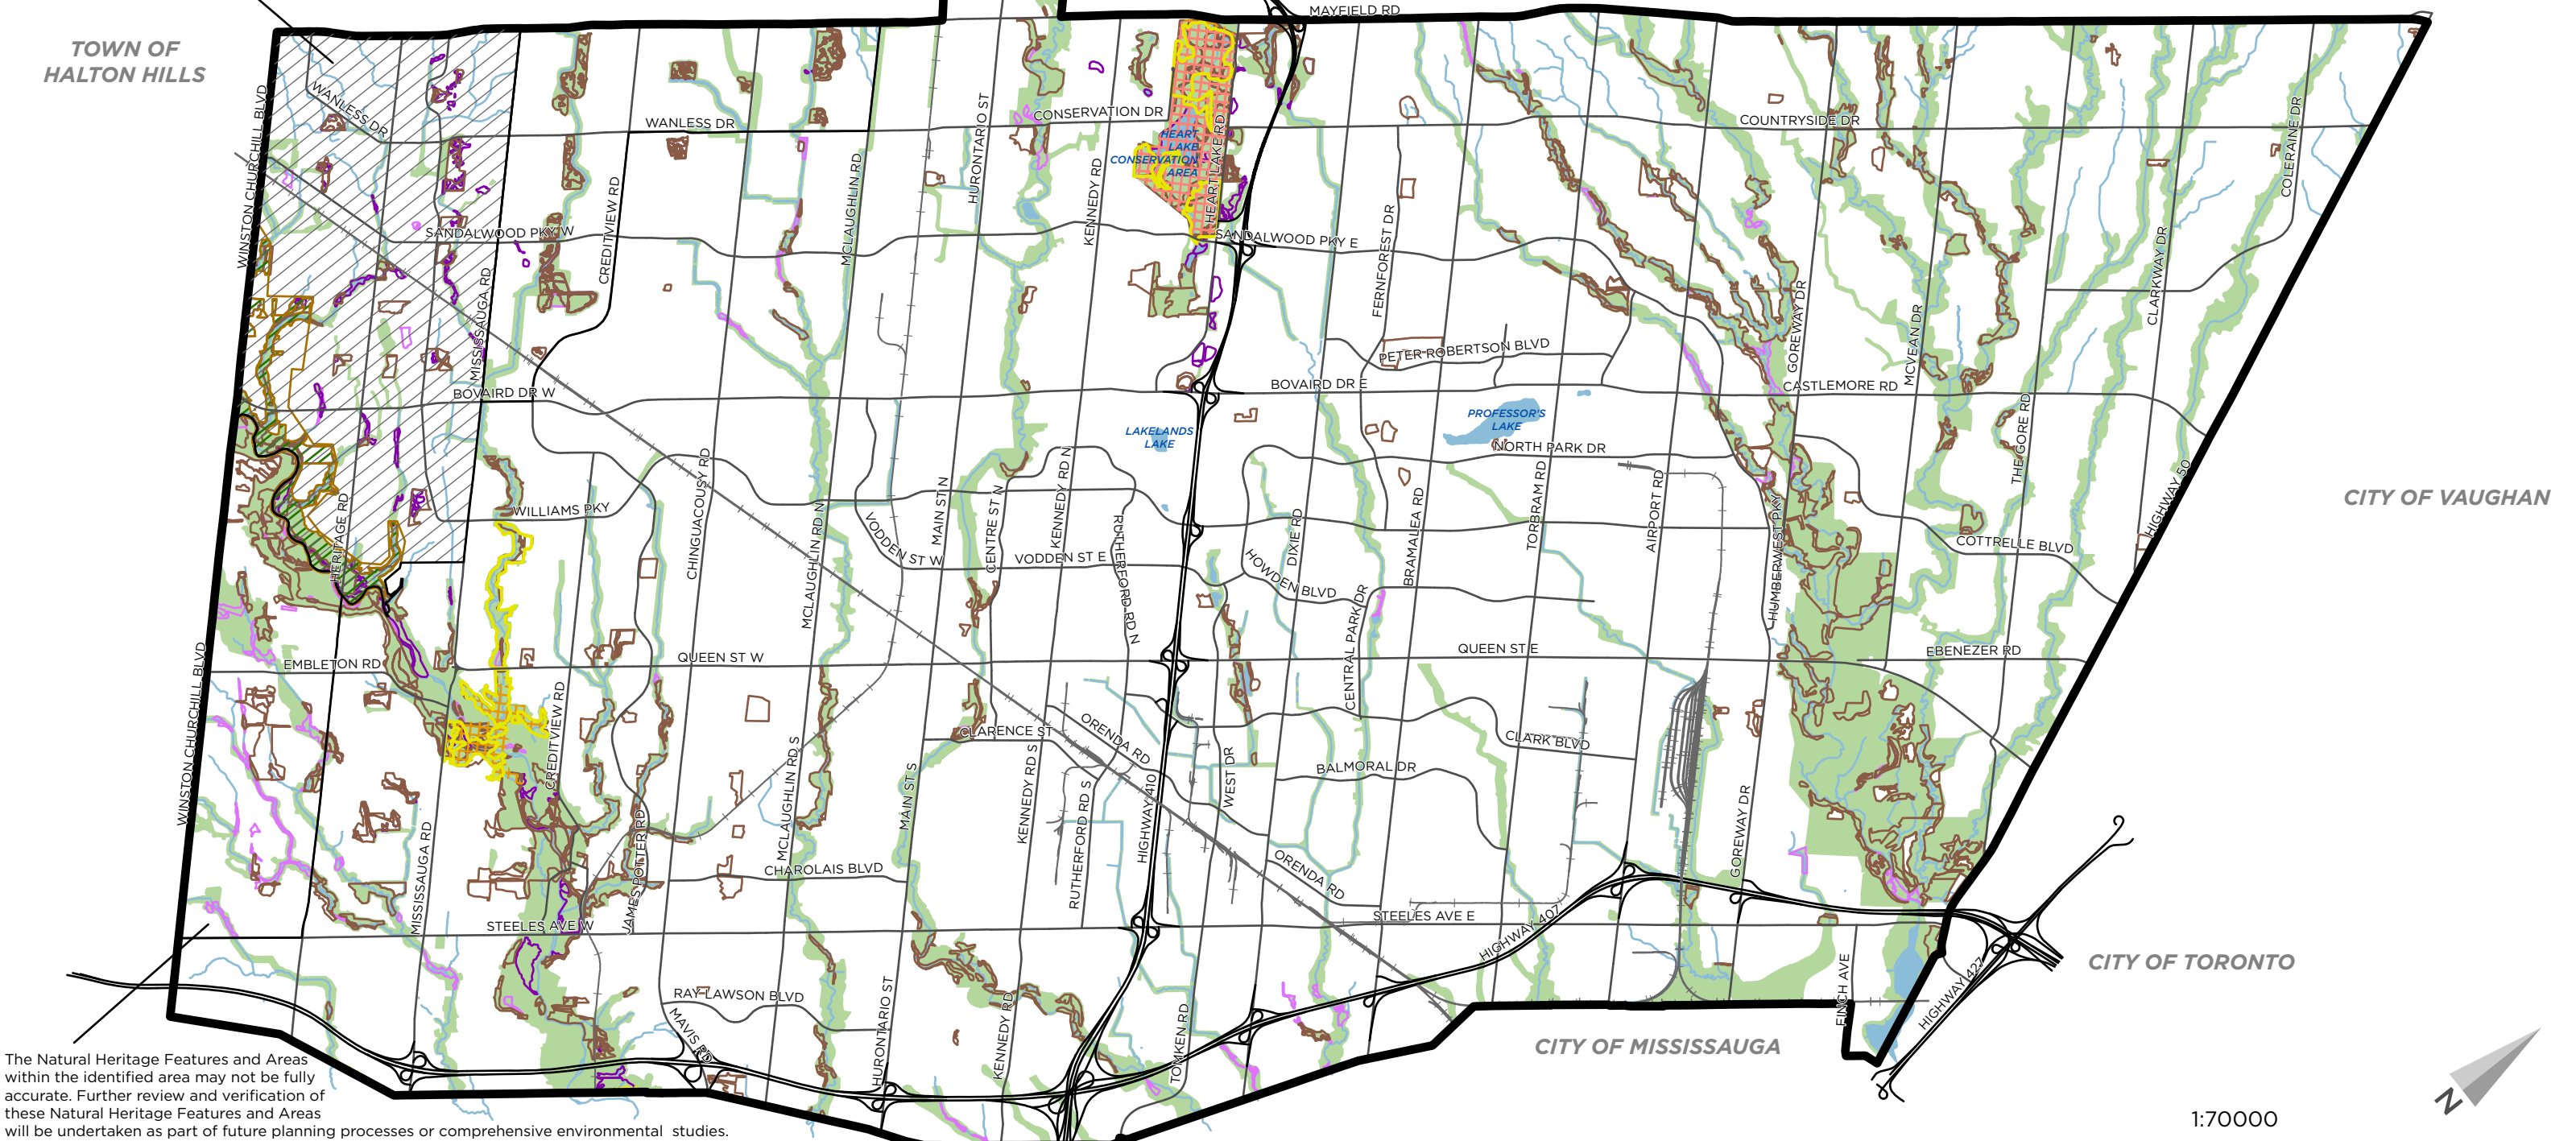 MAYFIELD RD
TOWN OF
HALTON HILLS
WINSTON CHURCHILL BLVD
WANLESS DR
WANLESS DR
CONSERVATION DR
COUNTRYSIDE DR
HEART
LAKE
CONSERVATION
AREA
HEART LAKE RD
HURONTARIO ST
KENNEDY RD
MCLAUGHLIN RD
CREDITVIEW RD
COLERAINE DR
SANDALWOOD PKY W
SANDALWOOD PKY E
FERNFOREST DR
MISSISSAUGA RD
GOREWAY DR
MCVEAN DR
CLARKWAY DR
PETER ROBERTSON BLVD
BOVAIRD DR W
BOVAIRD DR E
CASTLEMORE RD
PROFESSOR'S
LAKE
LAKELANDS
LAKE
NORTH PARK DR
THE GORE RD
HIGHWAY 50
CITY OF VAUGHAN
HERITAGE RD
WILLIAMS PKY
CHINGUACOUSY RD
MCLAUGHLIN RD N
VODDEN ST W
MAIN ST N
CENTRE ST N
KENNEDY RD N
VODDEN ST E
RUTHERFORD RD N
HOWDEN BLVD
DIXIE RD
CENTRAL PARK DR
BRAMALEA RD
TORBRAM RD
AIRPORT RD
HUMBERWEST PKY
COTTRELLE BLVD
EMBLETON RD
QUEEN ST W
QUEEN ST E
EBENEZER RD
WINSTON CHURCHILL BLVD
CREDITVIEW RD
CLARENCE ST
ORENDA RD
CLARK BLVD
BALMORAL DR
WEST DR
MISSISSAUGA RD
JAMES POTTER RD
MCLAUGHLIN RD S
MAIN ST S
KENNEDY RD S
RUTHERFORD RD S
HIGHWAY 410
GOREWAY DR
CHAROLAIS BLVD
ORENDA RD
STEELES AVE W
STEELES AVE E
HIGHWAY 407
FINCH AVE
HIGHWAY 427
CITY OF TORONTO
RAY LAWSON BLVD
MAVIS RD
HURONTARIO ST
KENNEDY RD
TOMKEN RD
CITY OF MISSISSAUGA
The Natural Heritage Features and Areas
within the identified area may not be fully
accurate. Further review and verification of
these Natural Heritage Features and Areas
will be undertaken as part of future planning processes or comprehensive environmental studies.
1:70000
N